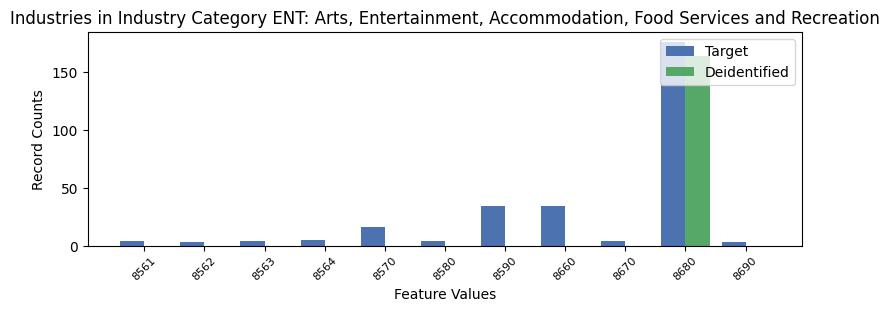 Industries in Industry Category ENT: Arts, Entertainment, Accommodation, Food Services and Recreation
Target
Deidentified
Record Counts
150
100
50
0
8561 8562 8563 8564 8570 8580 8590 8660 8670 8680 8690
Feature Values